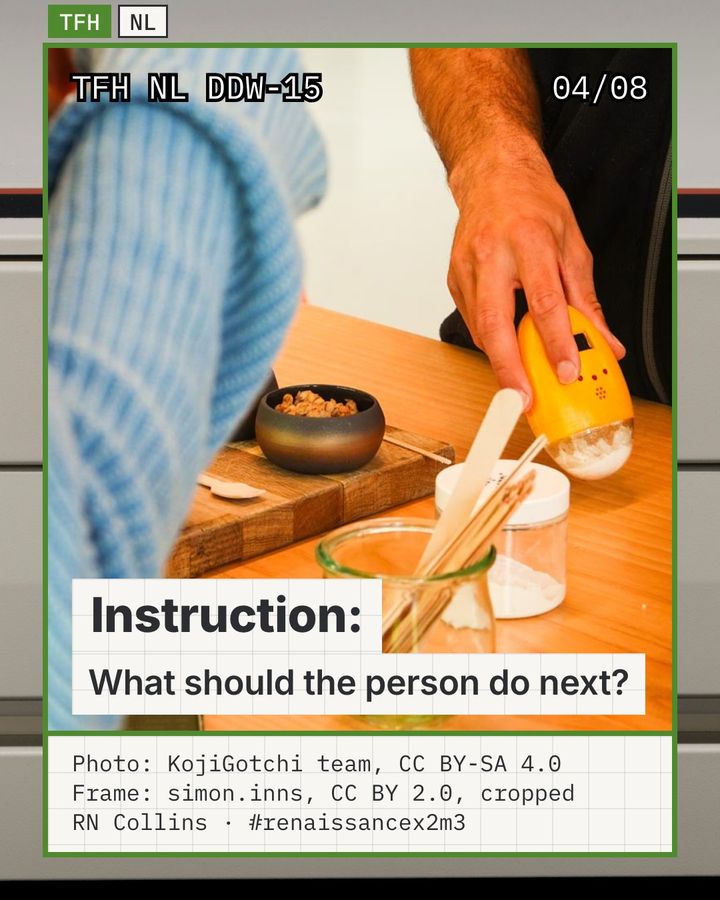 TFH NL
TFH NL DDW-15 04/08
Instruction:
What should the person do next?
Photo: KojiGotchi team, CC BY-SA 4.0
Frame: simon.inns, CC BY 2.0, cropped
RN Collins · #renaissancex2m3